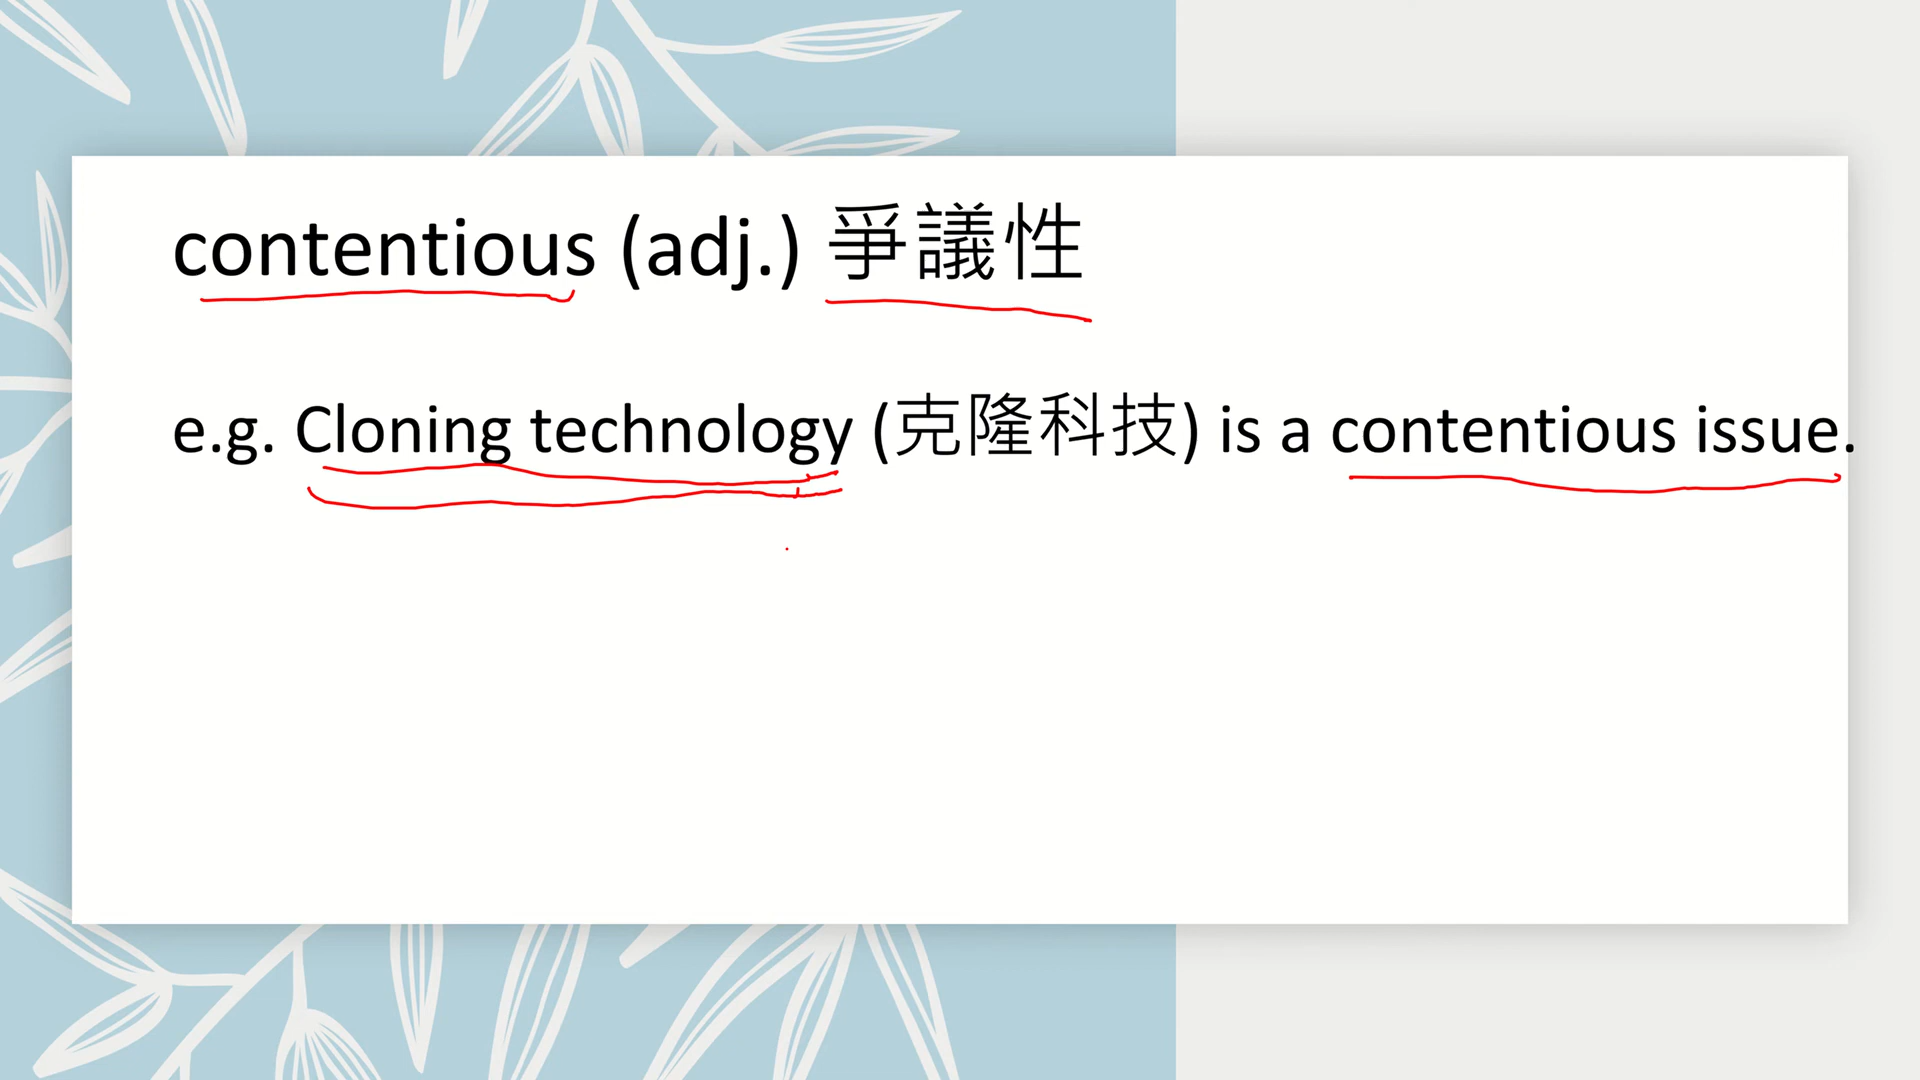 contentious (adj.) 爭議性
e.g. Cloning technology (克隆科技) is a contentious issue.